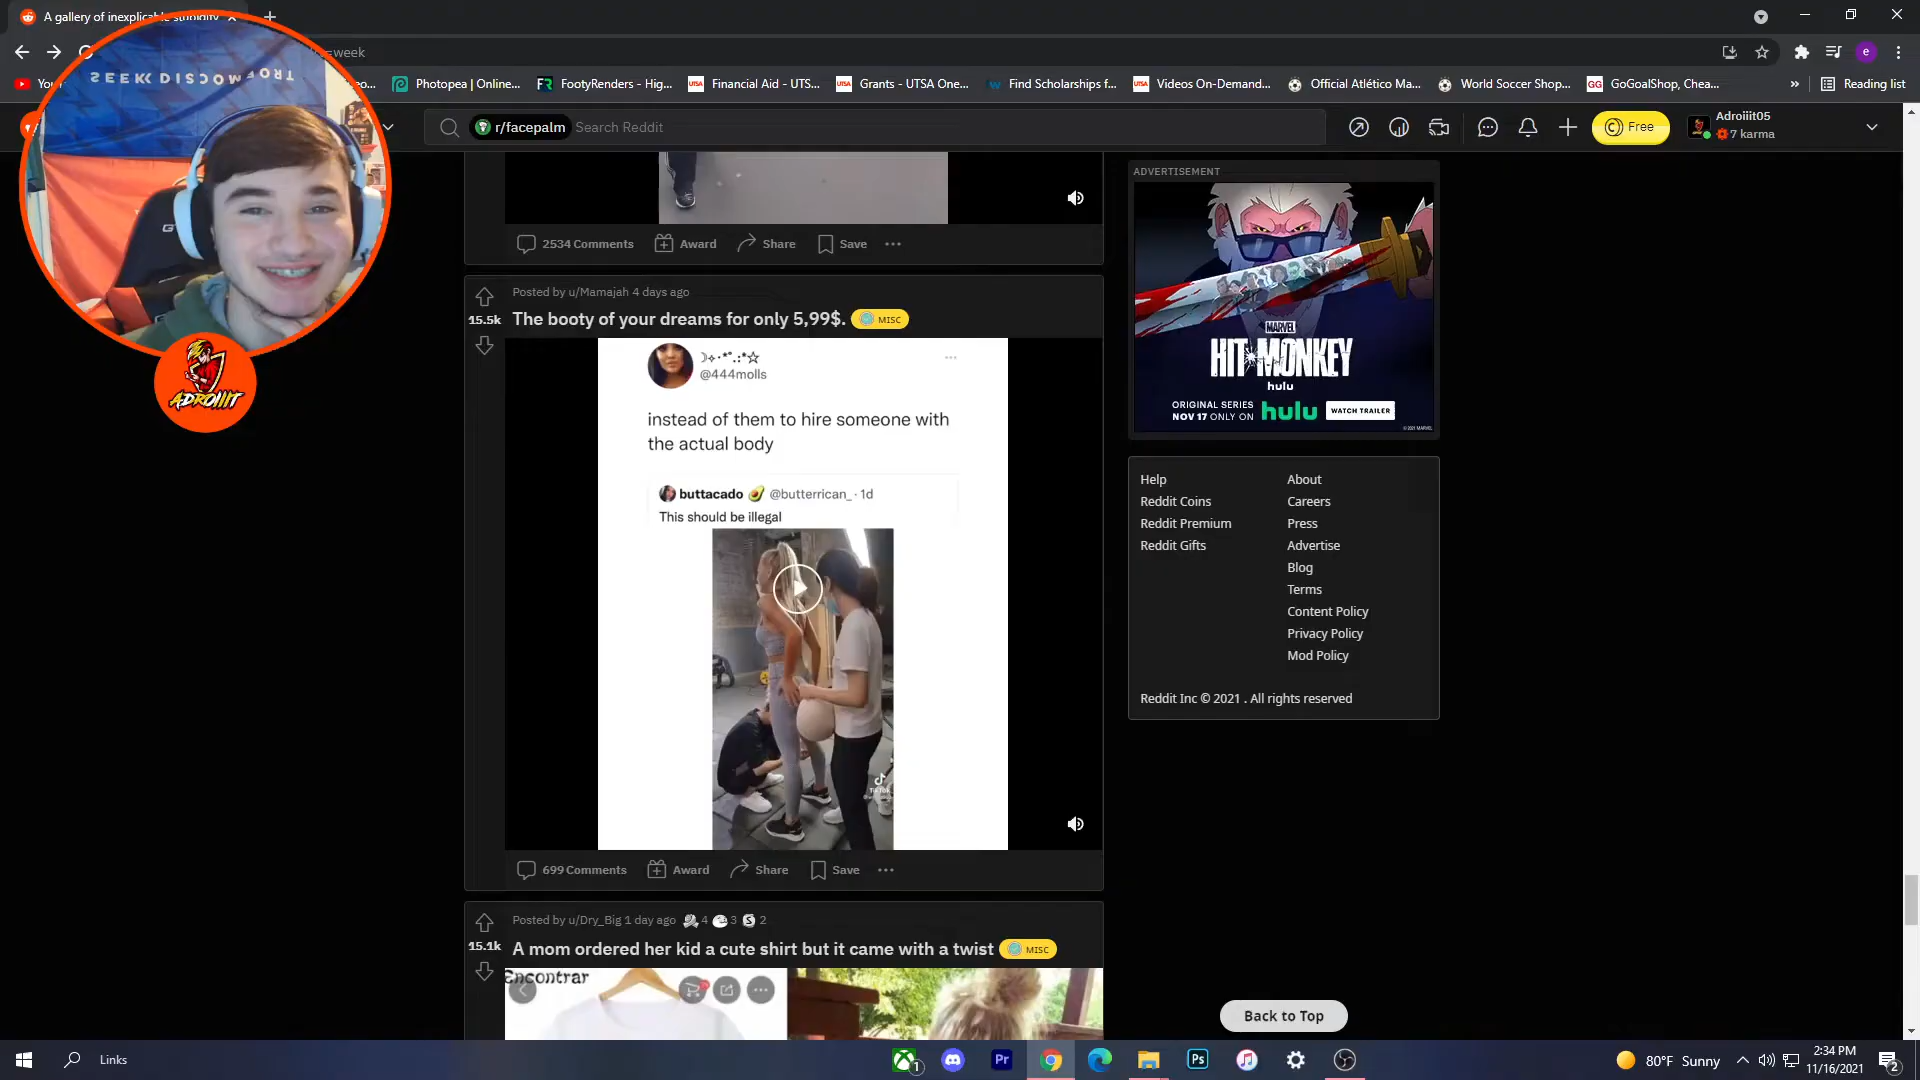 A gallery of inexplicable stupidity
=week
Photopea | Online...
FootyRenders - Hig...
Financial Aid - UTS...
Grants - UTSA One...
Find Scholarships f...
Videos On-Demand...
Official Atlético Ma...
World Soccer Shop...
GoGoalShop, Chea...
Reading list
SEEK DISCOMFORT
r/facepalm
Search Reddit
Free
Adroiiit05
7 karma
ADROIIIT
2534 Comments
Award
Share
Save
ADVERTISEMENT
MARVEL
HIT-MONKEY
hulu
ORIGINAL SERIES
NOV 17 ONLY ON
hulu
WATCH TRAILER
Posted by u/Mamajah 4 days ago
15.5k
The booty of your dreams for only 5,99$.
MISC
☽⟡·*˚.:*☆
@444molls
instead of them to hire someone with
the actual body
buttacado 🥑 @butterrican_ · 1d
This should be illegal
TikTok
699 Comments
Award
Share
Save
Help
Reddit Coins
Reddit Premium
Reddit Gifts
About
Careers
Press
Advertise
Blog
Terms
Content Policy
Privacy Policy
Mod Policy
Reddit Inc © 2021 . All rights reserved
Posted by u/Dry_Big 1 day ago
4
3
2
15.1k
A mom ordered her kid a cute shirt but it came with a twist
MISC
Encontrar
Back to Top
Links
Pr
Ps
80°F Sunny
2:34 PM
11/16/2021
2